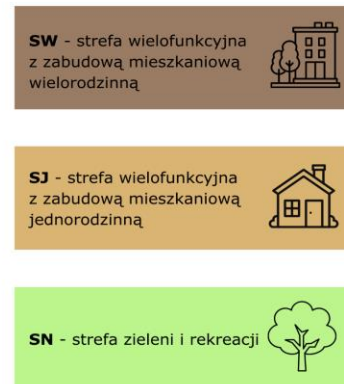 SW - strefa wielofunkcyjna
z zabudową mieszkaniową
wielorodzinną
SJ - strefa wielofunkcyjna
z zabudową mieszkaniową
jednorodzinną
SN - strefa zieleni i rekreacji